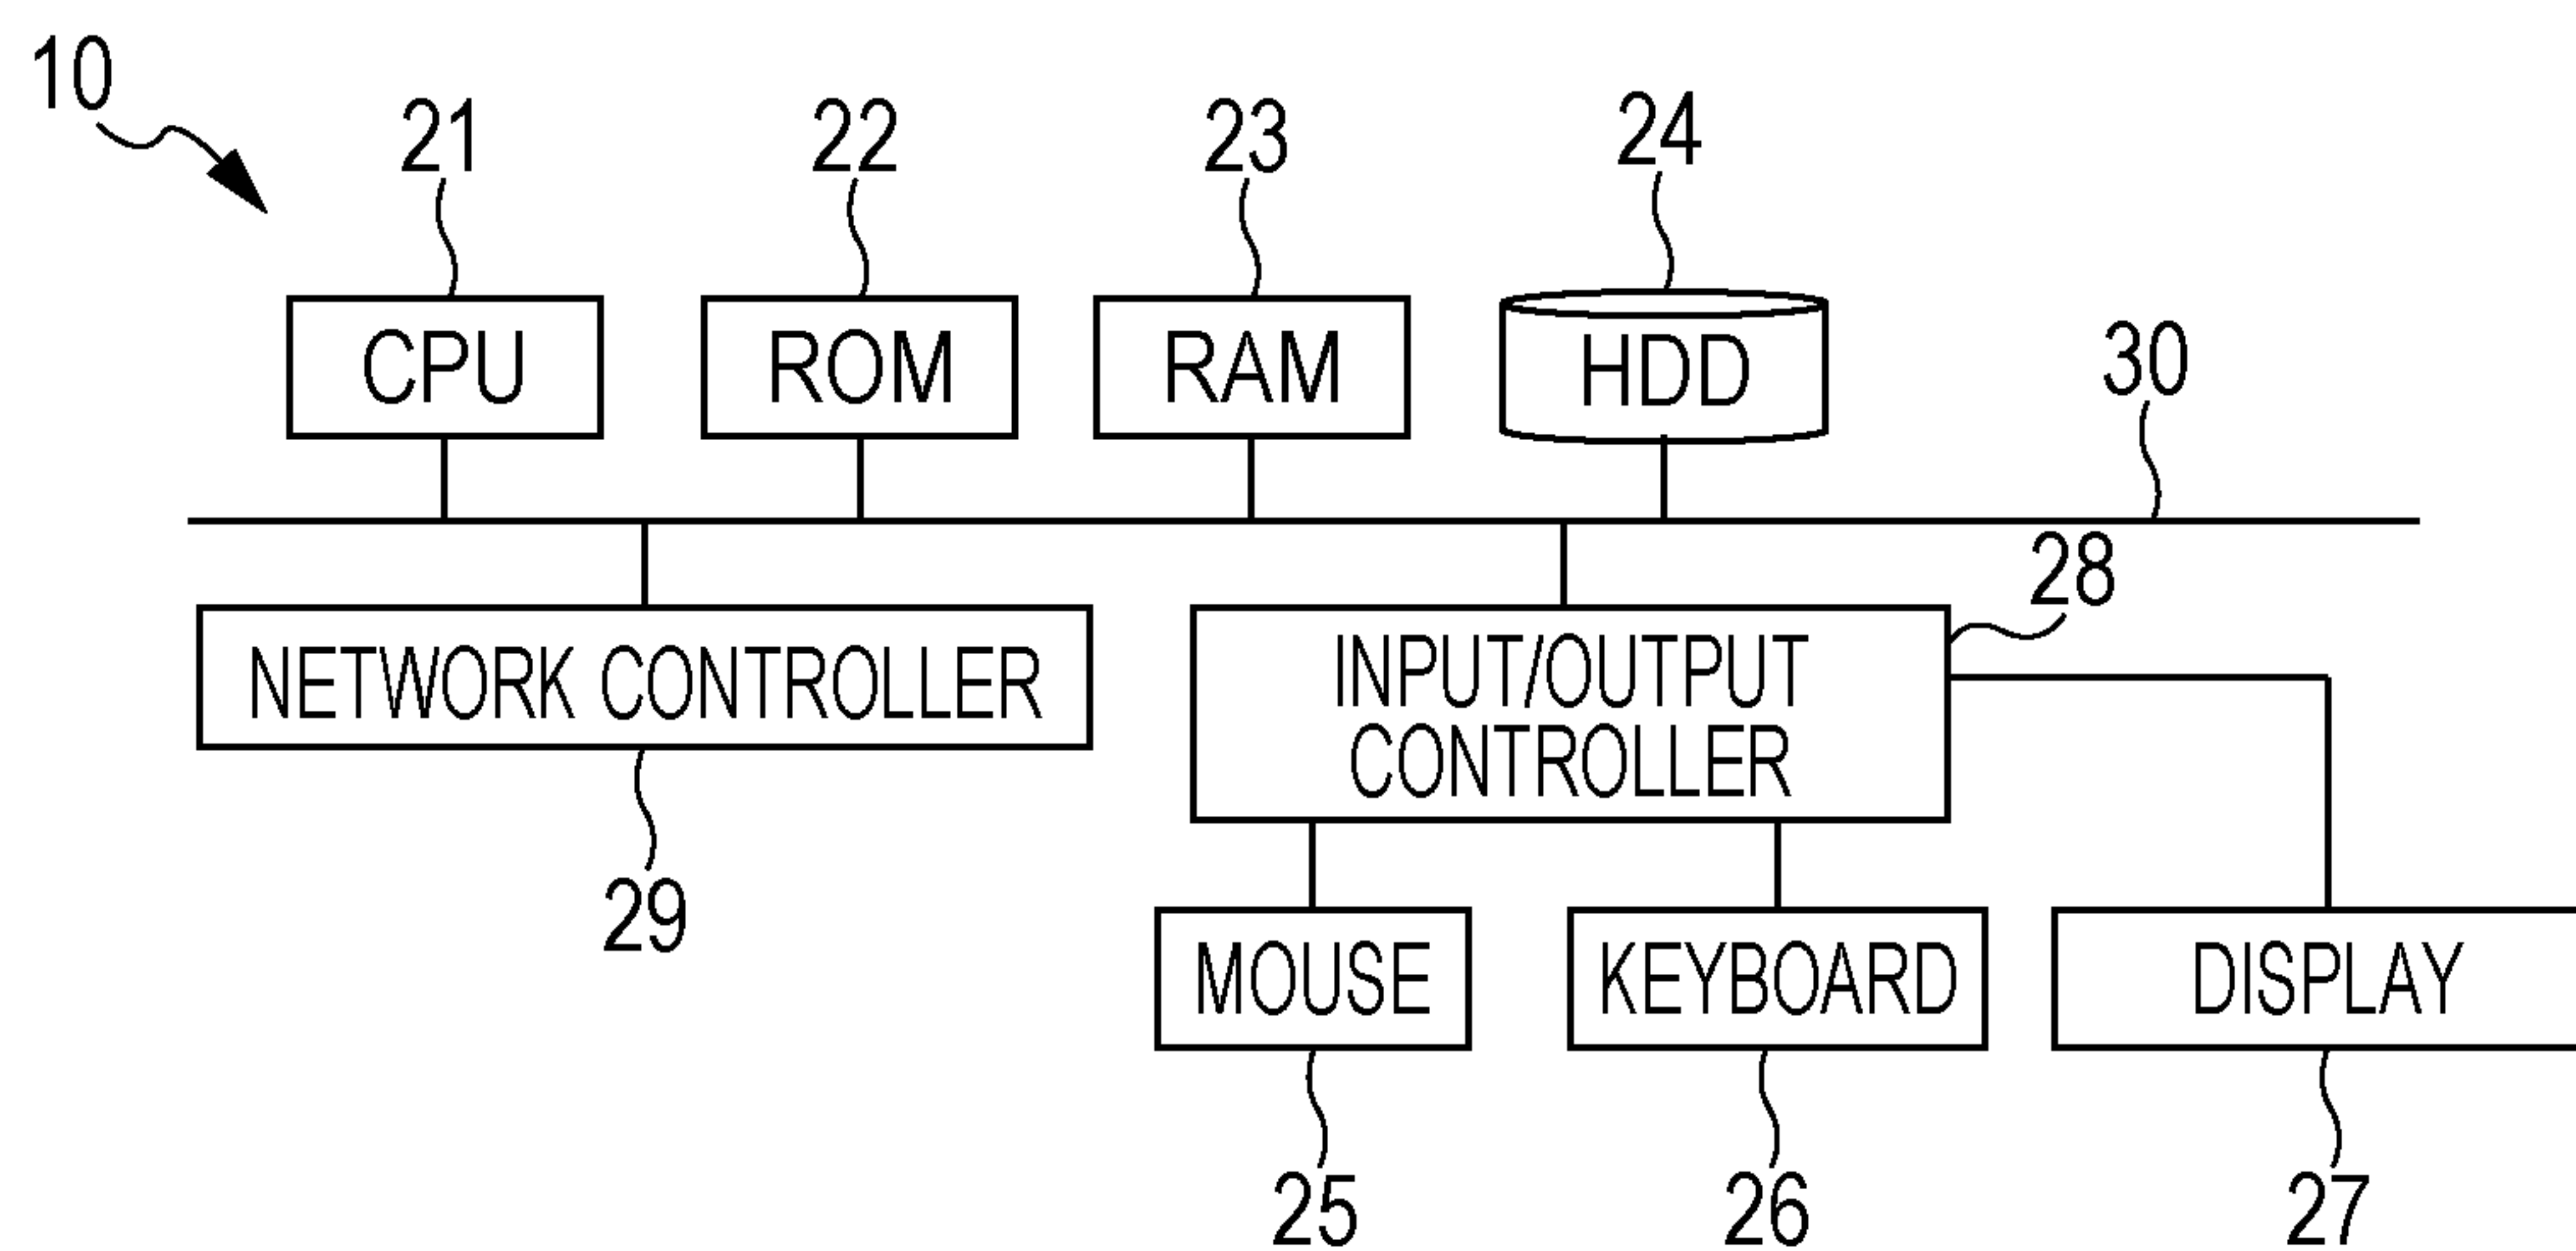 10
21
22
23
24
CPU
ROM
RAM
HDD
30
28
NETWORK CONTROLLER
INPUT/OUTPUT
CONTROLLER
29
MOUSE
KEYBOARD
DISPLAY
25
26
27